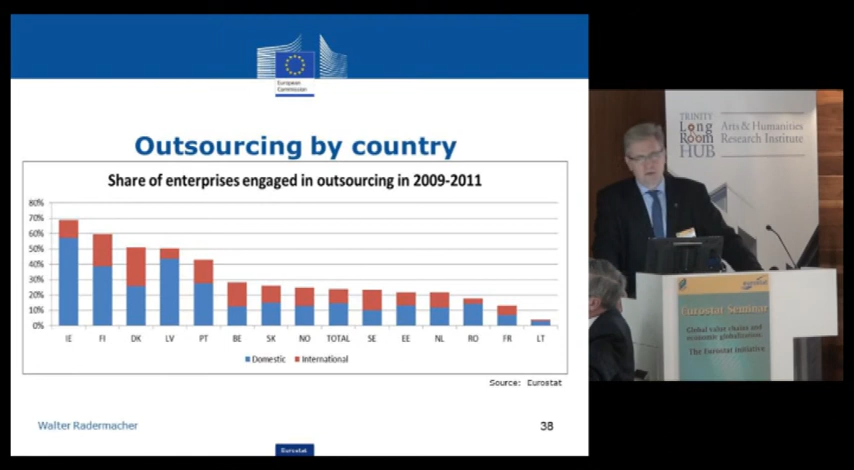 European
Commission
Outsourcing by country
Share of enterprises engaged in outsourcing in 2009-2011
80%
70%
60%
50%
40%
30%
20%
10%
0%
IE FI DK LV PT BE SK NO TOTAL SE EE NL RO FR LT
Domestic International
Source: Eurostat
Walter Radermacher
38
Eurostat
TRINITY
Long
Room
HUB
Arts & Humanities
Research Institute
eurostat
Eurostat Seminar
Global value chains and
economic globalization:
The Eurostat initiative